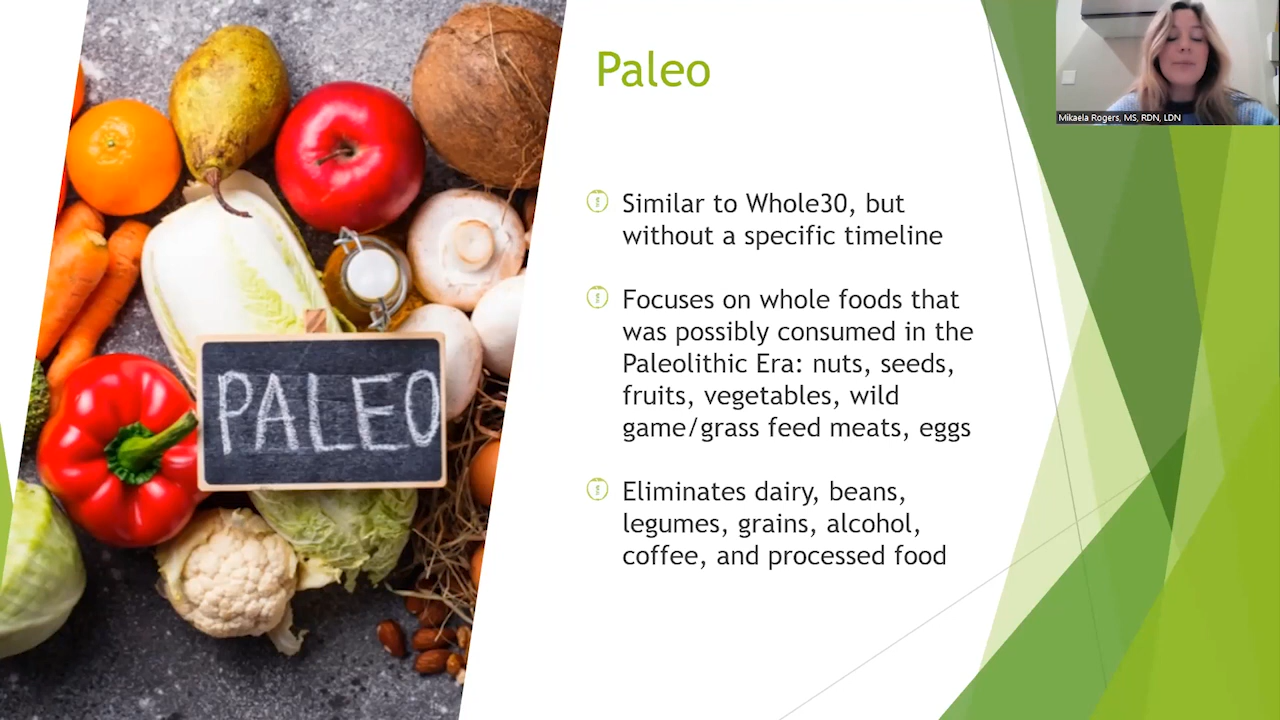 Paleo
Mikaela Rogers, MS, RDN, LDN
Similar to Whole30, but
without a specific timeline
Focuses on whole foods that
was possibly consumed in the
Paleolithic Era: nuts, seeds,
fruits, vegetables, wild
game/grass feed meats, eggs
PALEO
Eliminates dairy, beans,
legumes, grains, alcohol,
coffee, and processed food